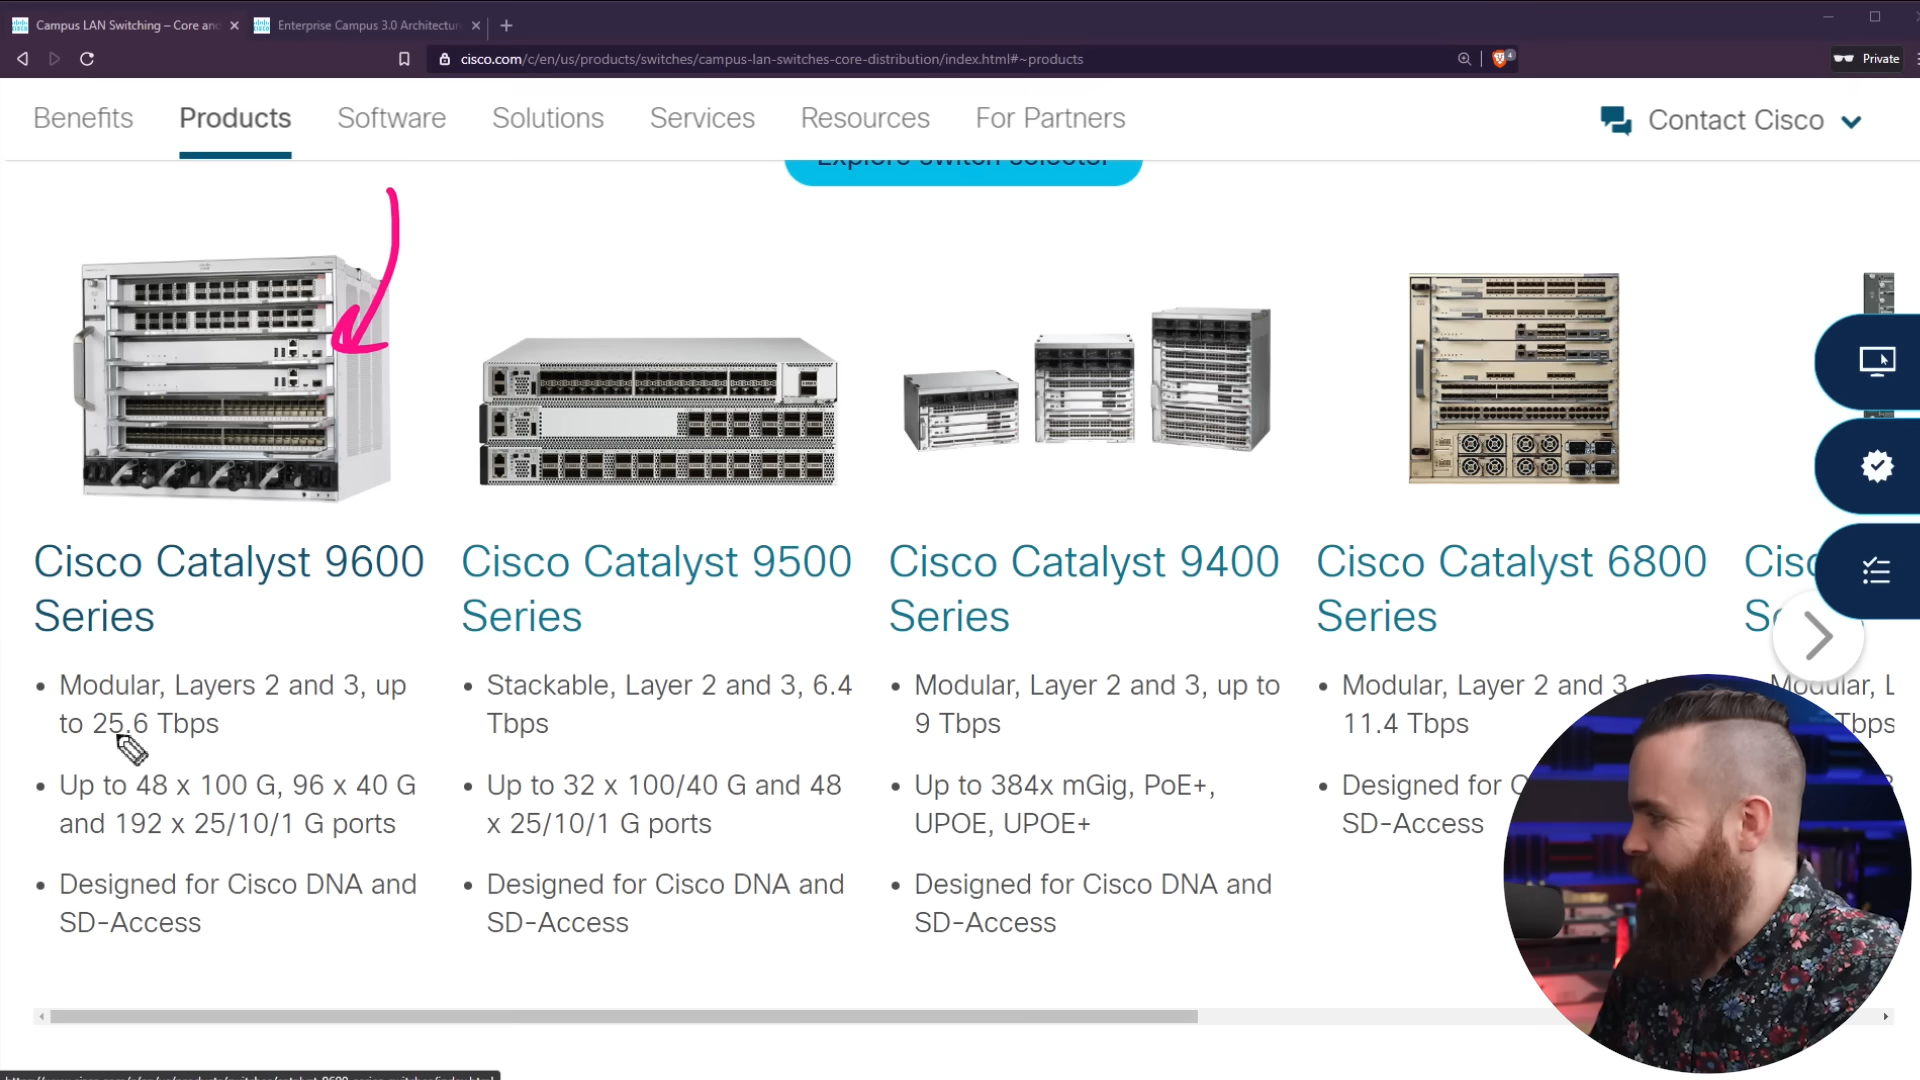 Campus LAN Switching – Core and
Enterprise Campus 3.0 Architectur
cisco.com/c/en/us/products/switches/campus-lan-switches-core-distribution/index.html#~products
4
Private
Benefits
Products
Software
Solutions
Services
Resources
For Partners
Contact Cisco
Explore switch selector
Cisco Catalyst 9600
Series
• Modular, Layers 2 and 3, up
to 25.6 Tbps
• Up to 48 x 100 G, 96 x 40 G
and 192 x 25/10/1 G ports
• Designed for Cisco DNA and
SD-Access
Cisco Catalyst 9500
Series
• Stackable, Layer 2 and 3, 6.4
Tbps
• Up to 32 x 100/40 G and 48
x 25/10/1 G ports
• Designed for Cisco DNA and
SD-Access
Cisco Catalyst 9400
Series
• Modular, Layer 2 and 3, up to
9 Tbps
• Up to 384x mGig, PoE+,
UPOE, UPOE+
• Designed for Cisco DNA and
SD-Access
Cisco Catalyst 6800
Series
• Modular, Layer 2 and 3,
11.4 Tbps
• Designed for
SD-Access
Modular, L
Tbps